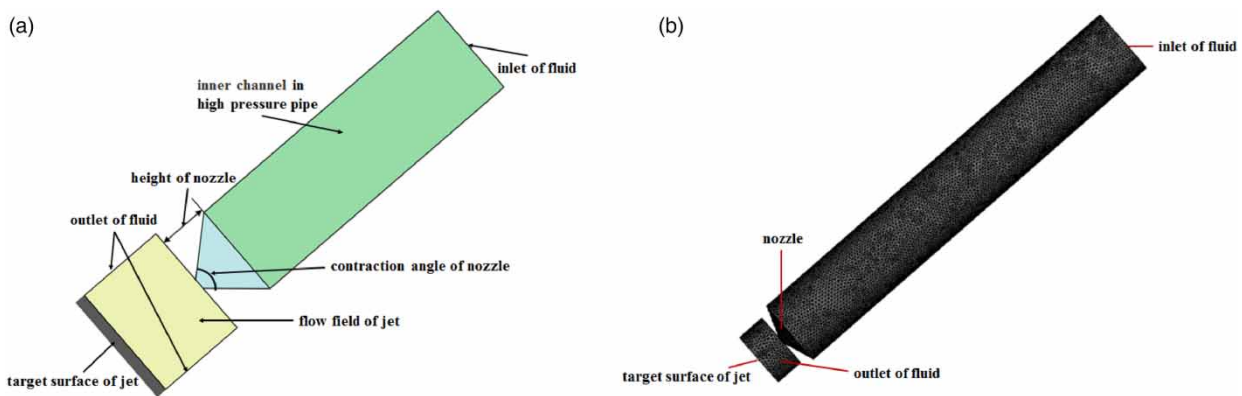 (a)
inlet of fluid
inner channel in
high pressure pipe
height of nozzle
outlet of fluid
contraction angle of nozzle
flow field of jet
target surface of jet
(b)
inlet of fluid
nozzle
target surface of jet
outlet of fluid